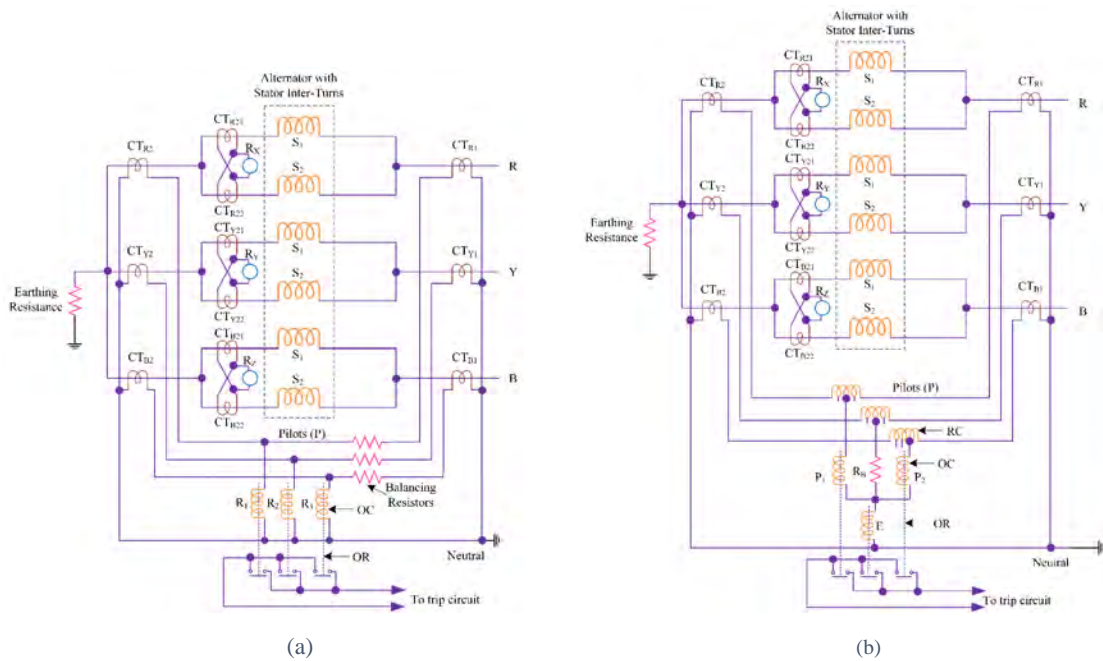 Alternator with
Stator Inter-Turns
CT_R21
CT_R2
R_X
S_1
S_2
CT_R1
R
CT_R22
CT_Y21
CT_Y2
R_Y
S_1
S_2
CT_Y1
Y
Earthing
Resistance
CT_Y22
CT_B21
CT_B2
R_Z
S_1
S_2
CT_B1
B
CT_B22
Pilots (P)
Balancing
Resistors
R_1
R_2
R_3
OC
OR
Neutral
To trip circuit
(a)
Alternator with
Stator Inter-Turns
CT_R21
CT_R2
R_X
S_1
S_2
CT_R1
R
CT_R22
CT_Y21
CT_Y2
R_Y
S_1
S_2
CT_Y1
Y
Earthing
Resistance
CT_Y22
CT_B21
CT_B2
R_Z
S_1
S_2
CT_B1
B
CT_B22
Pilots (P)
RC
OC
P_1
P_2
E
OR
Neutral
To trip circuit
(b)